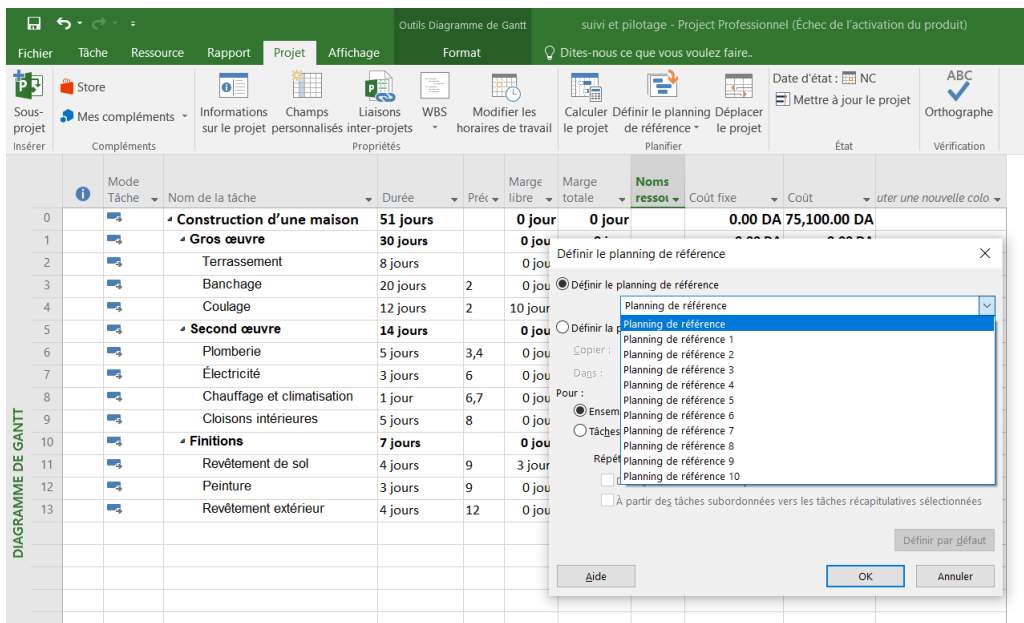 Outils Diagramme de Gantt
suivi et pilotage - Project Professionnel (Échec de l'activation du produit)
Fichier Tâche Ressource Rapport Projet Affichage Format Dites-nous ce que vous voulez faire..
Sous-projet
Store
Mes compléments
Informations sur le projet
Champs personnalisés
Liaisons inter-projets
WBS
Modifier les horaires de travail
Calculer le projet
Définir le planning de référence
Déplacer le projet
Date d'état : NC
Mettre à jour le projet
ABC
Orthographe
Insérer Compléments Propriétés Planifier État Vérification
Mode Tâche Nom de la tâche Durée Préc Marge libre Marge totale Noms ressou Coût fixe Coût uter une nouvelle colo.
0 Construction d'une maison 51 jours 0 jour 0 jour 0.00 DA 75,100.00 DA
1 Gros œuvre 30 jours 0 jou
2 Terrassement 8 jours 0 jou
3 Banchage 20 jours 2 0 jou
4 Coulage 12 jours 2 10 jour
5 Second œuvre 14 jours 0 jou
6 Plomberie 5 jours 3,4 0 jou
7 Électricité 3 jours 6 0 jou
8 Chauffage et climatisation 1 jour 6,7 0 jou
9 Cloisons intérieures 5 jours 8 0 jou
10 Finitions 7 jours 0 jou
11 Revêtement de sol 4 jours 9 3 jour
12 Peinture 3 jours 9 0 jou
13 Revêtement extérieur 4 jours 12 0 jou
DIAGRAMME DE GANTT
Définir le planning de référence
Définir le planning de référence
Planning de référence
Planning de référence
Planning de référence 1
Planning de référence 2
Planning de référence 3
Planning de référence 4
Planning de référence 5
Planning de référence 6
Planning de référence 7
Planning de référence 8
Planning de référence 9
Planning de référence 10
Définir la p
Copier :
Dans :
Pour :
Ensem
Tâches
Répét
À partir des tâches subordonnées vers les tâches récapitulatives sélectionnées
Définir par défaut
Aide OK Annuler